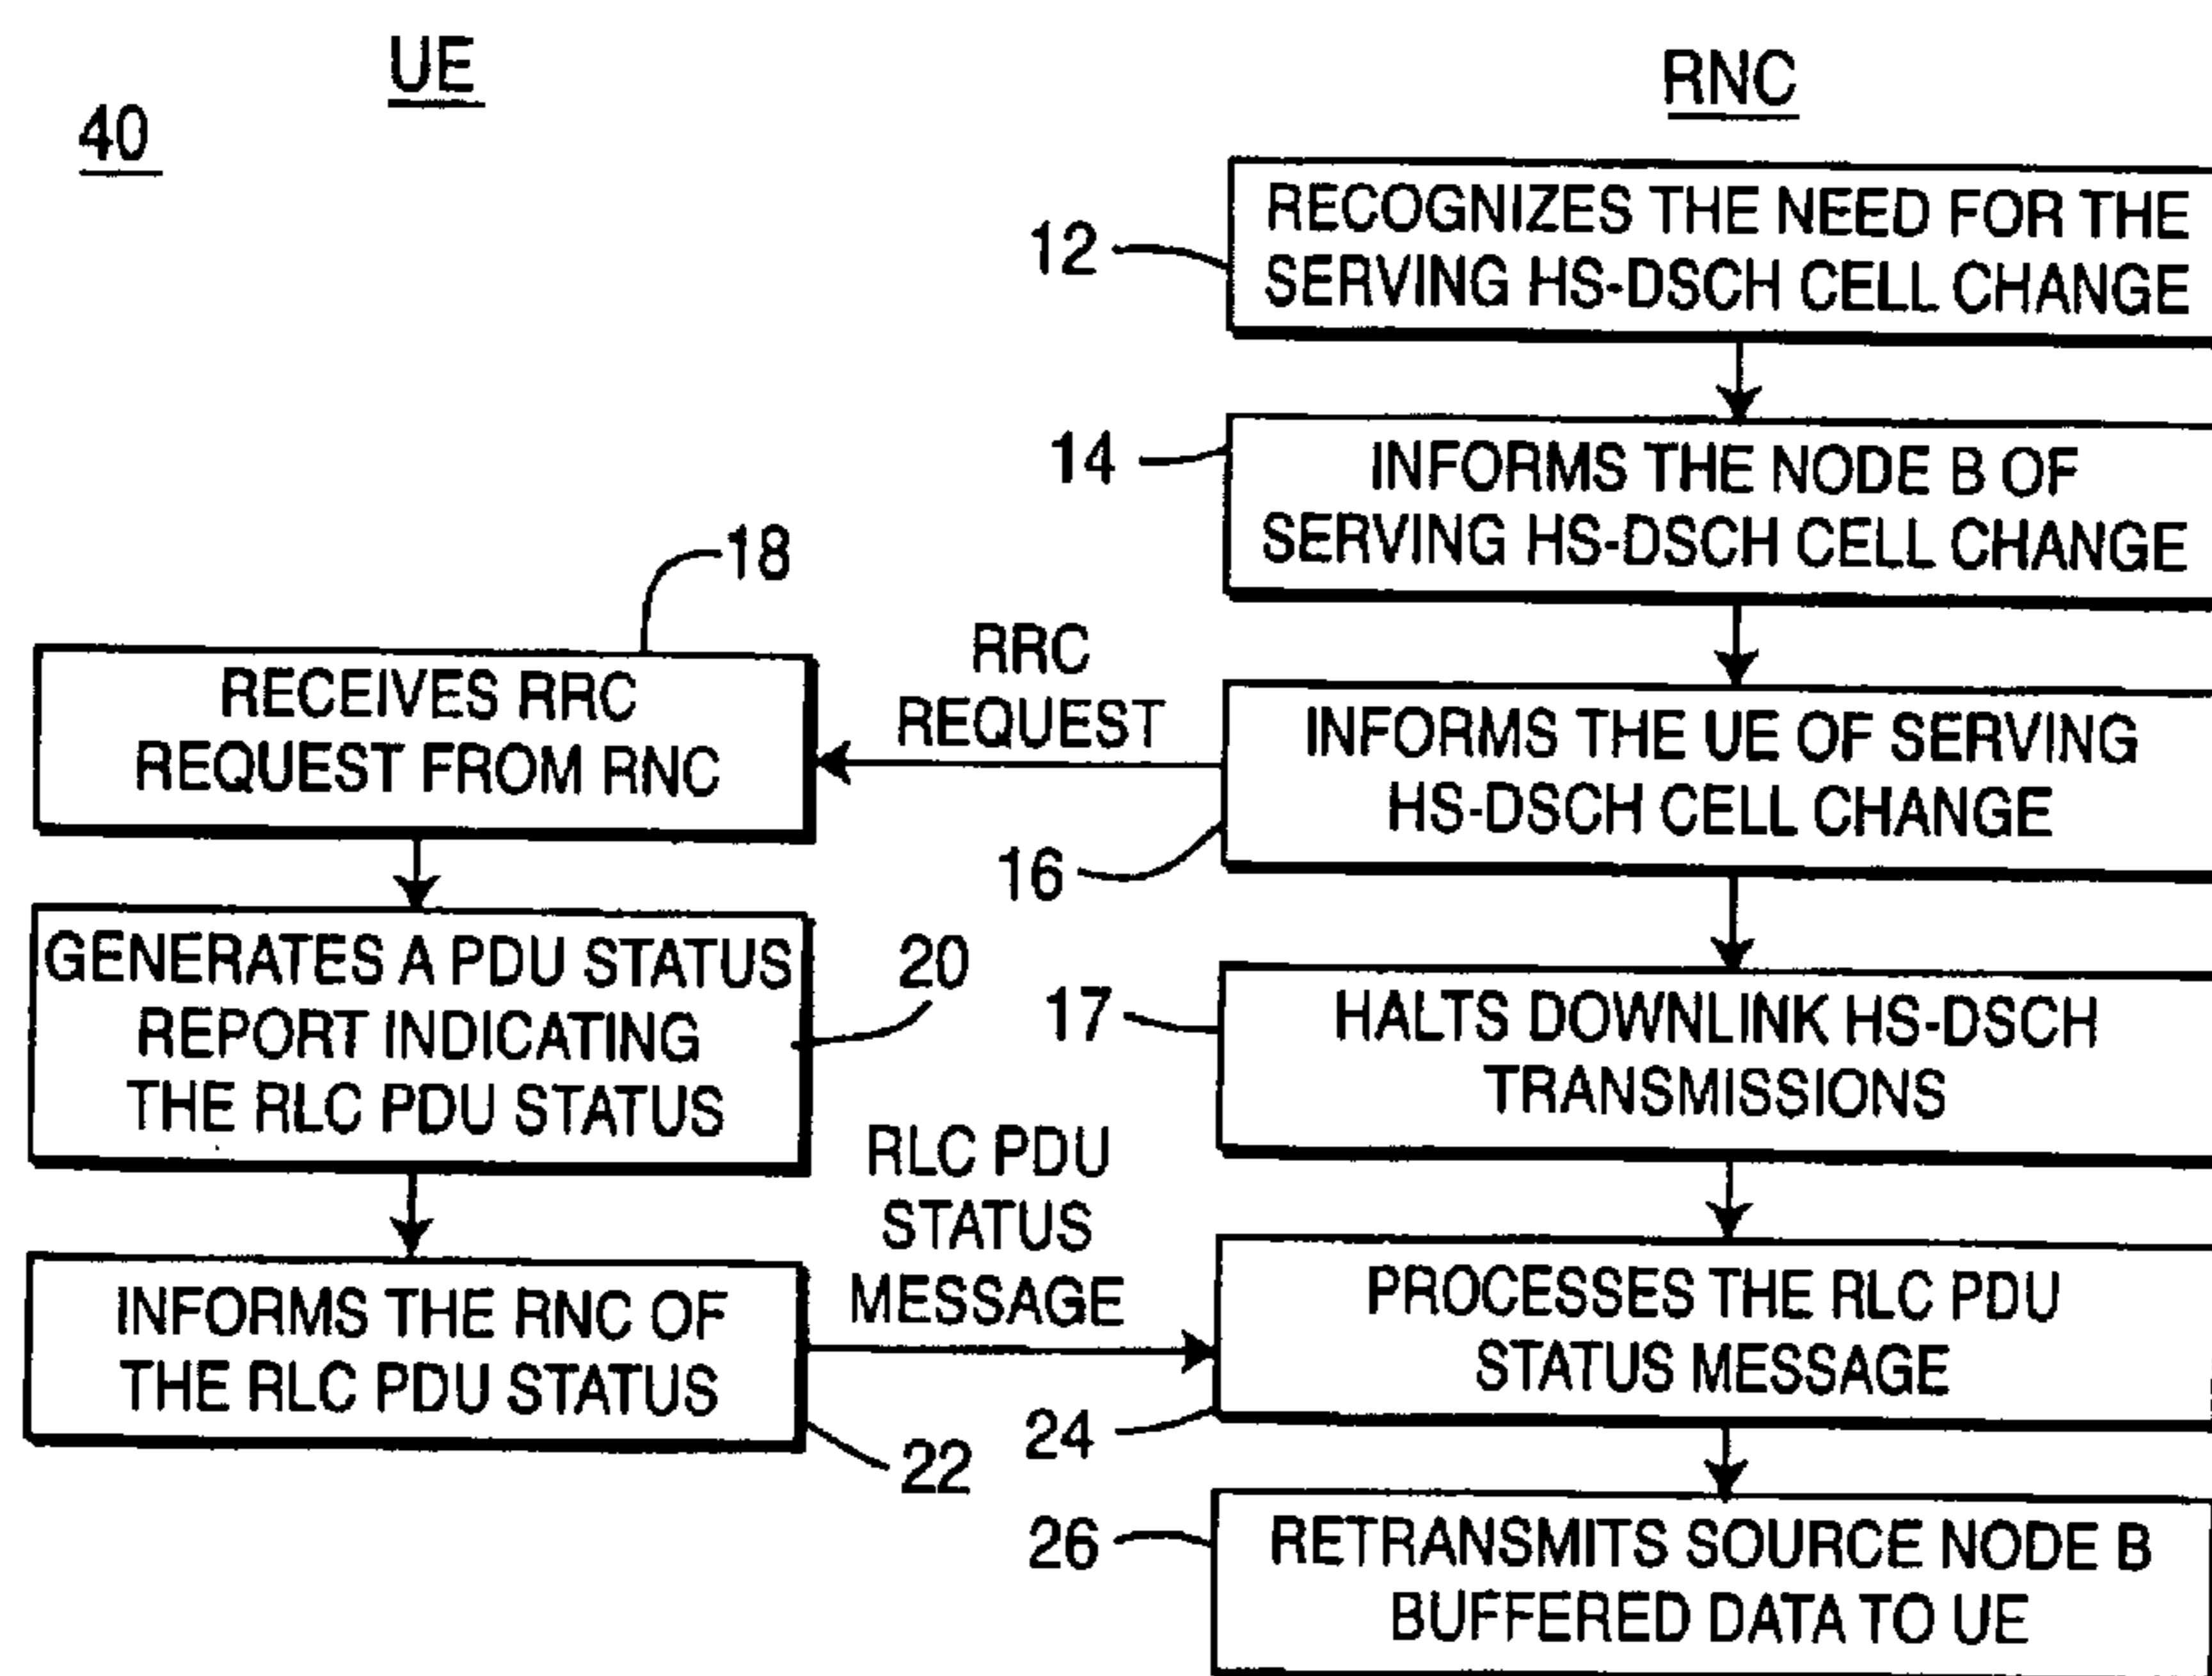 UE
RNC
40
12
RECOGNIZES THE NEED FOR THE
SERVING HS-DSCH CELL CHANGE
14
INFORMS THE NODE B OF
SERVING HS-DSCH CELL CHANGE
18
RECEIVES RRC
REQUEST FROM RNC
RRC
REQUEST
INFORMS THE UE OF SERVING
HS-DSCH CELL CHANGE
16
GENERATES A PDU STATUS
REPORT INDICATING
THE RLC PDU STATUS
20
17
HALTS DOWNLINK HS-DSCH
TRANSMISSIONS
RLC PDU
STATUS
MESSAGE
INFORMS THE RNC OF
THE RLC PDU STATUS
22
PROCESSES THE RLC PDU
STATUS MESSAGE
24
26
RETRANSMITS SOURCE NODE B
BUFFERED DATA TO UE